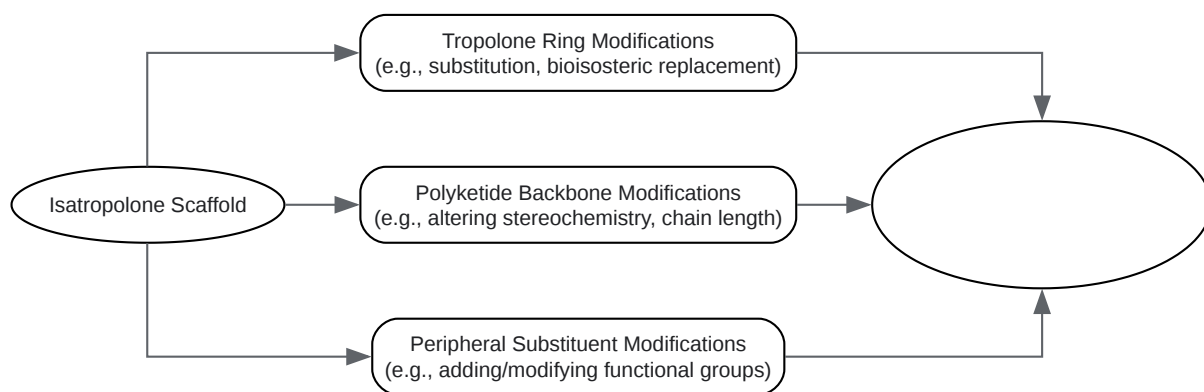 Tropolone Ring Modifications
(e.g., substitution, bioisosteric replacement)
Isatropolone Scaffold
Polyketide Backbone Modifications
(e.g., altering stereochemistry, chain length)
Peripheral Substituent Modifications
(e.g., adding/modifying functional groups)